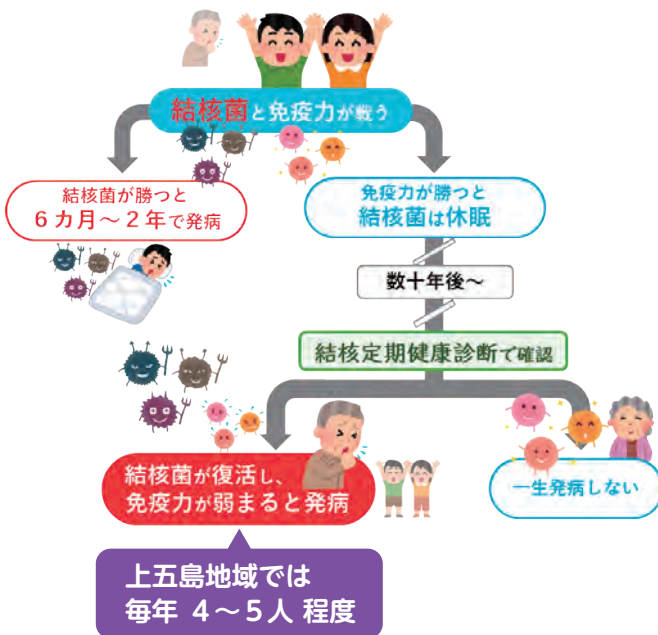 結核菌と免疫力が戦う
結核菌が勝つと
6カ月～2年で発病
免疫力が勝つと
結核菌は休眠
数十年後～
結核定期健康診断で確認
結核菌が復活し、
免疫力が弱まると発病
一生発病しない
上五島地域では
毎年 4～5人 程度